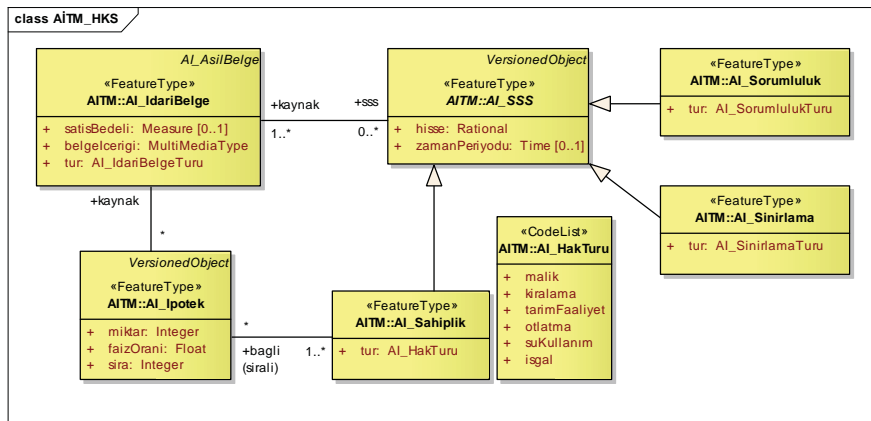 class AİTM_HKS
AI_AsilBelge
«FeatureType»
AITM::AI_IdariBelge
+ satisBedeli: Measure [0..1]
+ belgeIcerigi: MultiMediaType
+ tur: AI_IdariBelgeTuru
+kaynak
1..*
+sss
0..*
VersionedObject
«FeatureType»
AITM::AI_SSS
+ hisse: Rational
+ zamanPeriyodu: Time [0..1]
«FeatureType»
AITM::AI_Sorumluluk
+ tur: AI_SorumlulukTuru
«FeatureType»
AITM::AI_Sinirlama
+ tur: AI_SinirlamaTuru
+kaynak
*
VersionedObject
«FeatureType»
AITM::AI_Ipotek
+ miktar: Integer
+ faizOrani: Float
+ sira: Integer
*
+bagli
(sirali)
1..*
«FeatureType»
AITM::AI_Sahiplik
+ tur: AI_HakTuru
«CodeList»
AITM::AI_HakTuru
+ malik
+ kiralama
+ tarimFaaliyet
+ otlatma
+ suKullanım
+ isgal